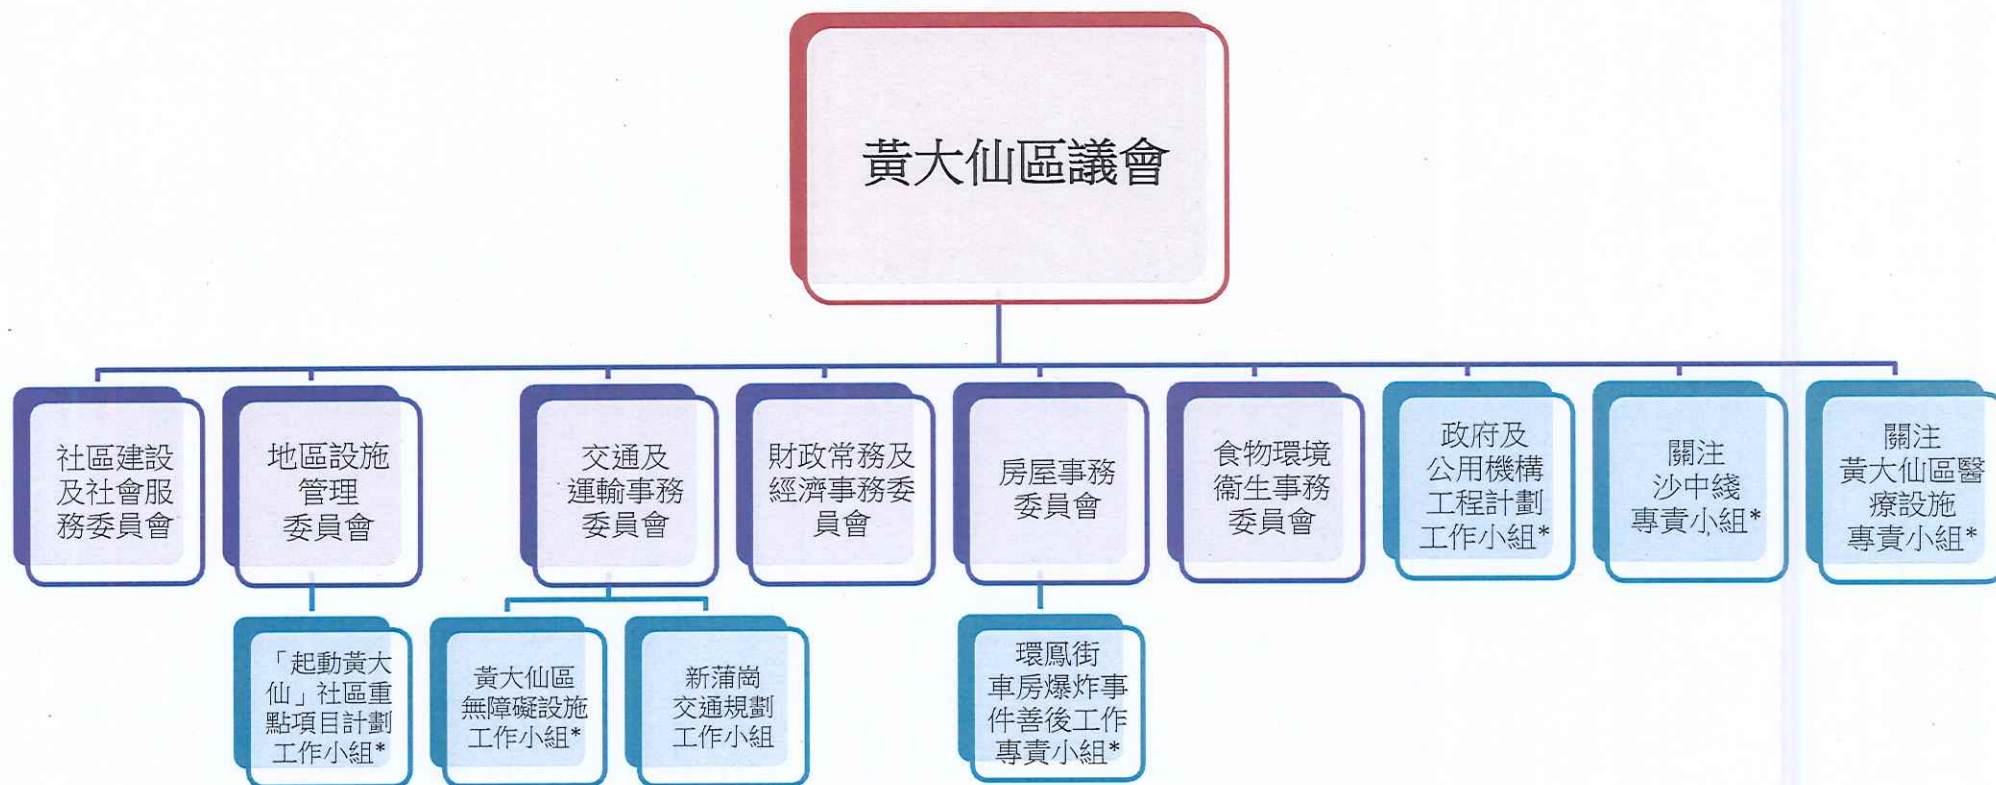 黃大仙區議會
社區建設
及社會服
務委員會
地區設施
管理
委員會
交通及
運輸事務
委員會
財政常務及
經濟事務委
員會
房屋事務
委員會
食物環境
衞生事務
委員會
政府及
公用機構
工程計劃
工作小組*
關注
沙中綫
專責小組*
關注
黃大仙區醫
療設施
專責小組*
「起動黃大
仙」社區重
點項目計劃
工作小組*
黃大仙區
無障礙設施
工作小組*
新蒲崗
交通規劃
工作小組
環鳳街
車房爆炸事
件善後工作
專責小組*